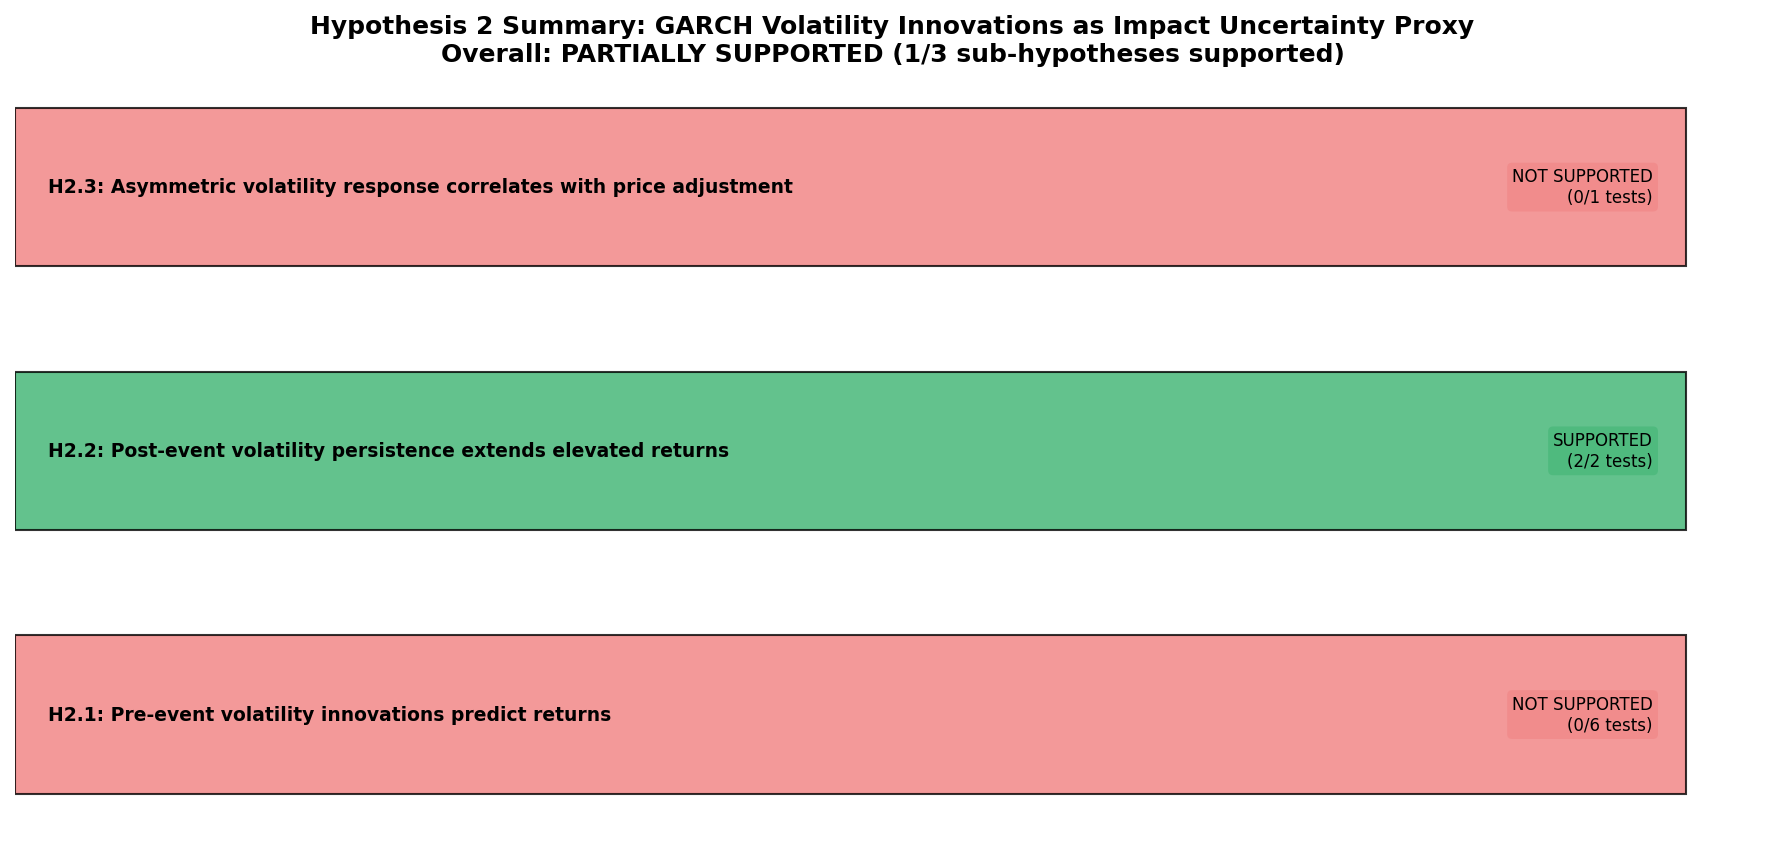 Hypothesis 2 Summary: GARCH Volatility Innovations as Impact Uncertainty Proxy
Overall: PARTIALLY SUPPORTED (1/3 sub-hypotheses supported)
H2.3: Asymmetric volatility response correlates with price adjustment
NOT SUPPORTED
(0/1 tests)
H2.2: Post-event volatility persistence extends elevated returns
SUPPORTED
(2/2 tests)
H2.1: Pre-event volatility innovations predict returns
NOT SUPPORTED
(0/6 tests)